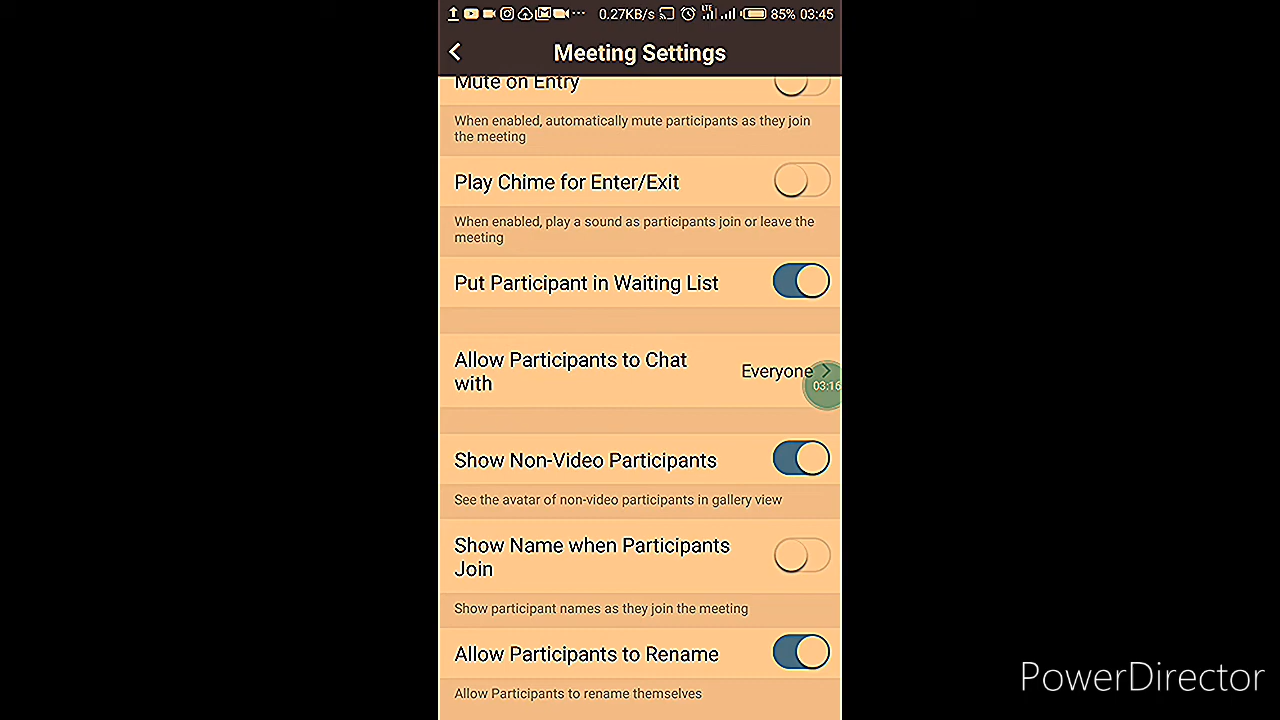 0.27KB/s LTE 85% 03:45
Meeting Settings
Mute on Entry
When enabled, automatically mute participants as they join
the meeting
Play Chime for Enter/Exit
When enabled, play a sound as participants join or leave the
meeting
Put Participant in Waiting List
Allow Participants to Chat
with
Everyone
03:16
Show Non-Video Participants
See the avatar of non-video participants in gallery view
Show Name when Participants
Join
Show participant names as they join the meeting
Allow Participants to Rename
Allow Participants to rename themselves
PowerDirector